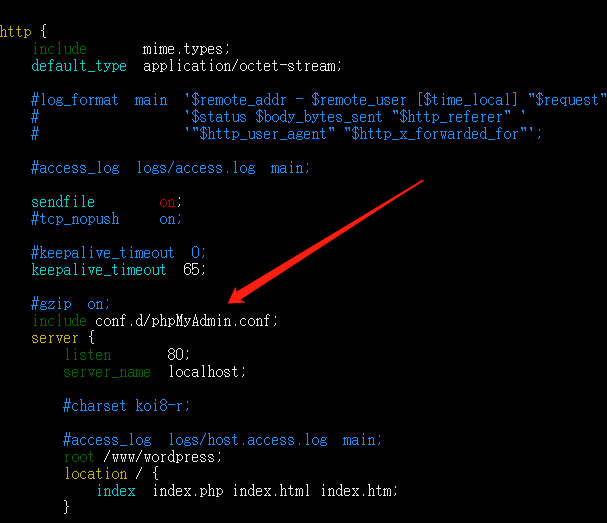 http {
    include       mime.types;
    default_type  application/octet-stream;
    #log_format  main  '$remote_addr - $remote_user [$time_local] "$request"
    #                  '$status $body_bytes_sent "$http_referer" '
    #                  '"$http_user_agent" "$http_x_forwarded_for"';
    #access_log  logs/access.log  main;
    sendfile        on;
    #tcp_nopush     on;
    #keepalive_timeout  0;
    keepalive_timeout  65;
    #gzip  on;
    include conf.d/phpMyAdmin.conf;
    server {
        listen       80;
        server_name  localhost;
        #charset koi8-r;
        #access_log  logs/host.access.log  main;
        root /www/wordpress;
        location / {
            index  index.php index.html index.htm;
        }